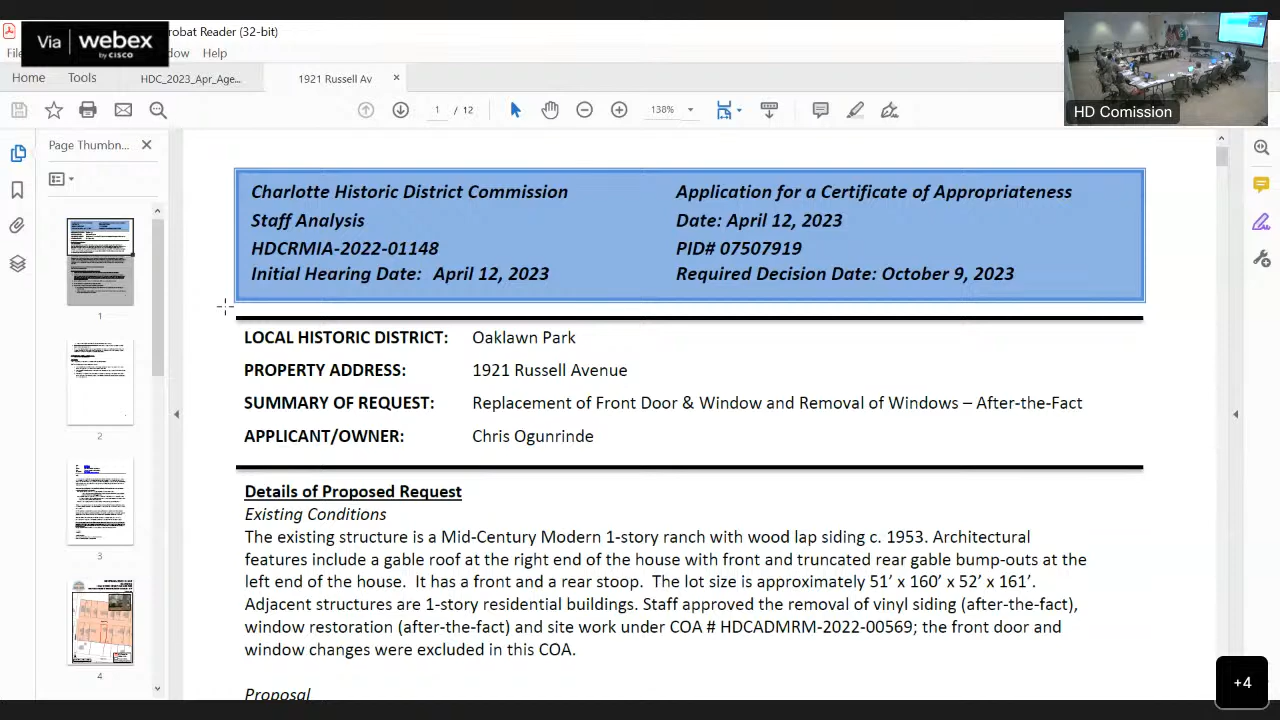 Via webex
by CISCO
robat Reader (32-bit)
dow Help
Home Tools HDC_2023_Apr_Age... 1921 Russell Av
1 / 12 138%
HD Comission
Page Thumbn...
Charlotte Historic District Commission
Staff Analysis
HDCRMIA-2022-01148
Initial Hearing Date: April 12, 2023
Application for a Certificate of Appropriateness
Date: April 12, 2023
PID# 07507919
Required Decision Date: October 9, 2023
LOCAL HISTORIC DISTRICT: Oaklawn Park
PROPERTY ADDRESS: 1921 Russell Avenue
SUMMARY OF REQUEST: Replacement of Front Door & Window and Removal of Windows – After-the-Fact
APPLICANT/OWNER: Chris Ogunrinde
Details of Proposed Request
Existing Conditions
The existing structure is a Mid-Century Modern 1-story ranch with wood lap siding c. 1953. Architectural
features include a gable roof at the right end of the house with front and truncated rear gable bump-outs at the
left end of the house. It has a front and a rear stoop. The lot size is approximately 51’ x 160’ x 52’ x 161’.
Adjacent structures are 1-story residential buildings. Staff approved the removal of vinyl siding (after-the-fact),
window restoration (after-the-fact) and site work under COA # HDCADMRM-2022-00569; the front door and
window changes were excluded in this COA.
Proposal
1
2
3
4
+4